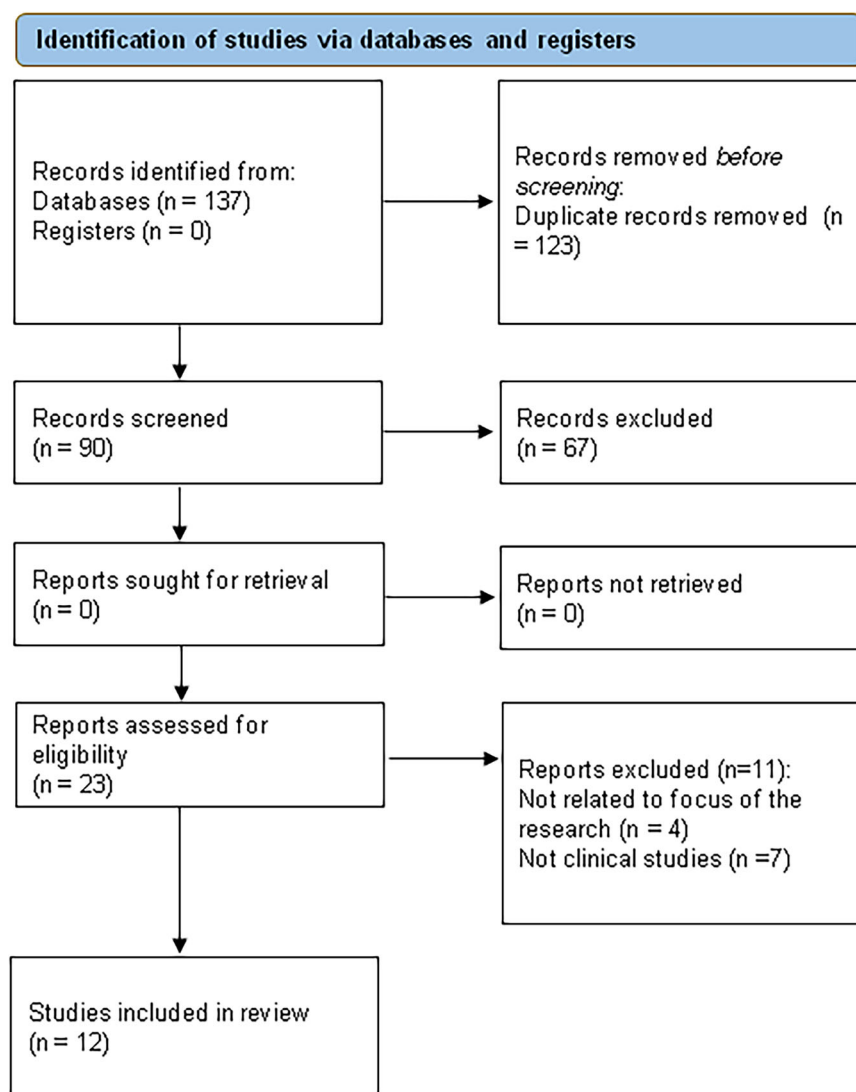 Identification of studies via databases and registers
Records identified from:
Databases (n = 137)
Registers (n = 0)
Records removed before
screening:
Duplicate records removed (n
= 123)
Records screened
(n = 90)
Records excluded
(n = 67)
Reports sought for retrieval
(n = 0)
Reports not retrieved
(n = 0)
Reports assessed for
eligibility
(n = 23)
Reports excluded (n=11):
Not related to focus of the
research (n = 4)
Not clinical studies (n =7)
Studies included in review
(n = 12)